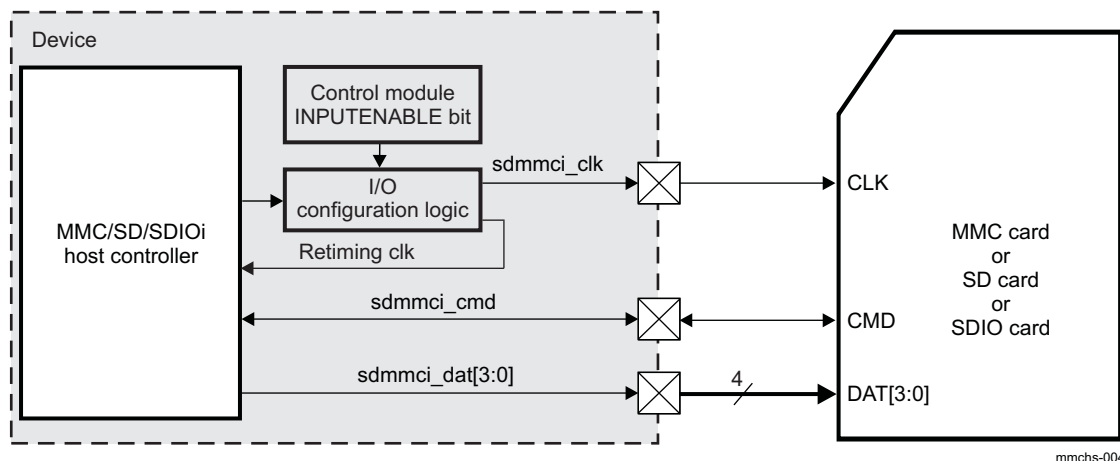 Device
Control module
INPUTENABLE bit
sdmmci_clk
I/O
configuration logic
CLK
MMC/SD/SDIOi
host controller
Retiming clk
MMC card
or
SD card
or
SDIO card
sdmmci_cmd
CMD
sdmmci_dat[3:0]
4
DAT[3:0]